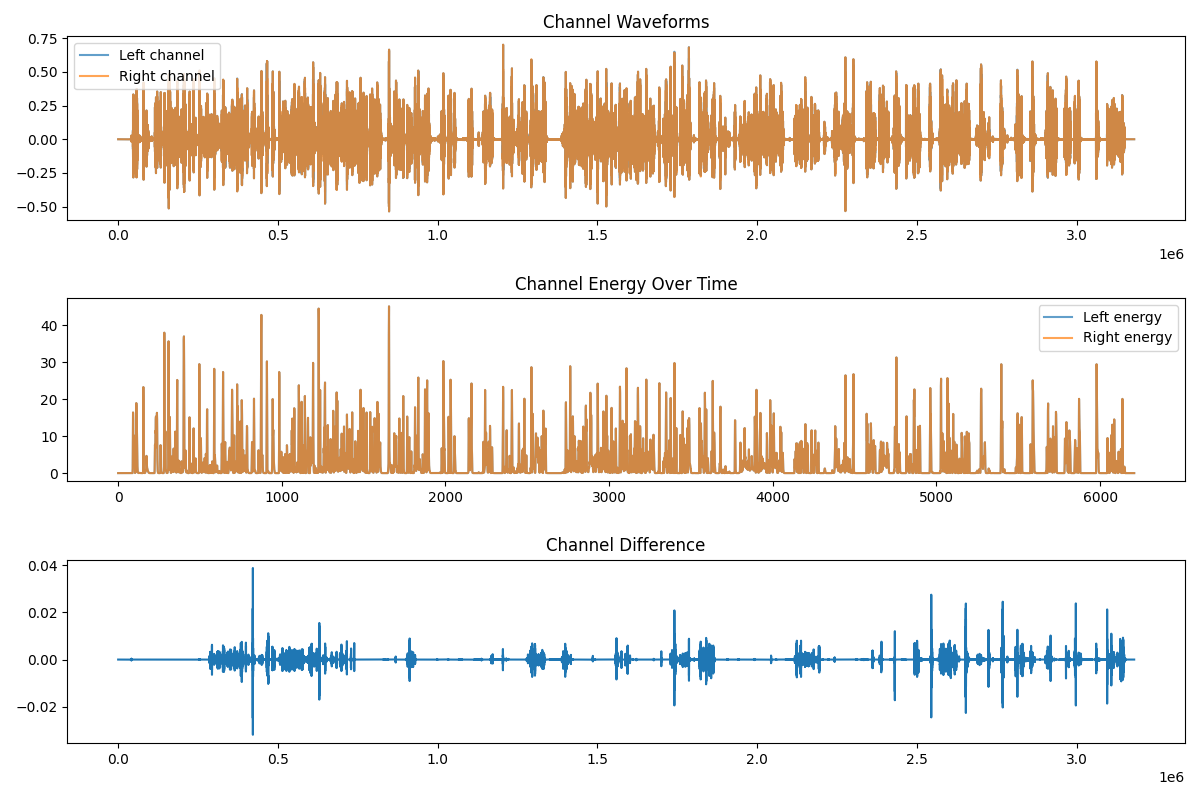 Channel Waveforms
Left channel
Right channel
0.75
0.50
0.25
0.00
−0.25
−0.50
0.0 0.5 1.0 1.5 2.0 2.5 3.0
1e6
Channel Energy Over Time
Left energy
Right energy
40
30
20
10
0
0 1000 2000 3000 4000 5000 6000
Channel Difference
0.04
0.02
0.00
−0.02
0.0 0.5 1.0 1.5 2.0 2.5 3.0
1e6